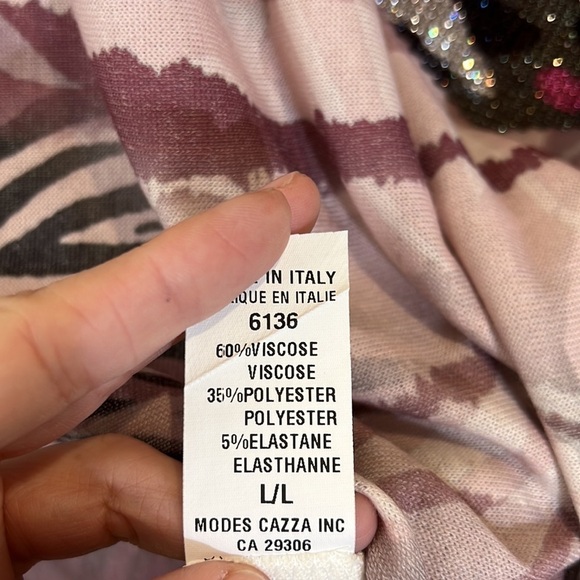 IN ITALY
EN ITALIE
6136
60%VISCOSE
VISCOSE
35%POLYESTER
POLYESTER
5%ELASTANE
ELASTHANNE
L/L
MODES CAZZA INC
CA 29306